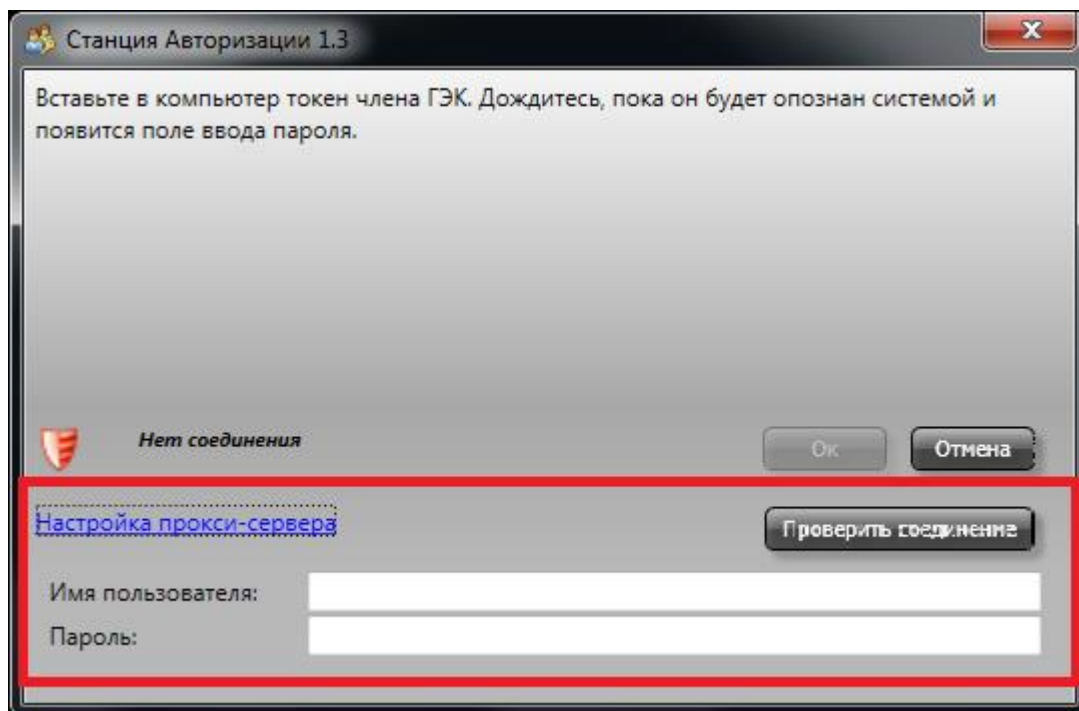 Станция Авторизации 1.3
Вставьте в компьютер токен члена ГЭК. Дождитесь, пока он будет опознан системой и
появится поле ввода пароля.
Нет соединения
Ок
Отмена
Настройка прокси-сервера
Проверить соединение
Имя пользователя:
Пароль: